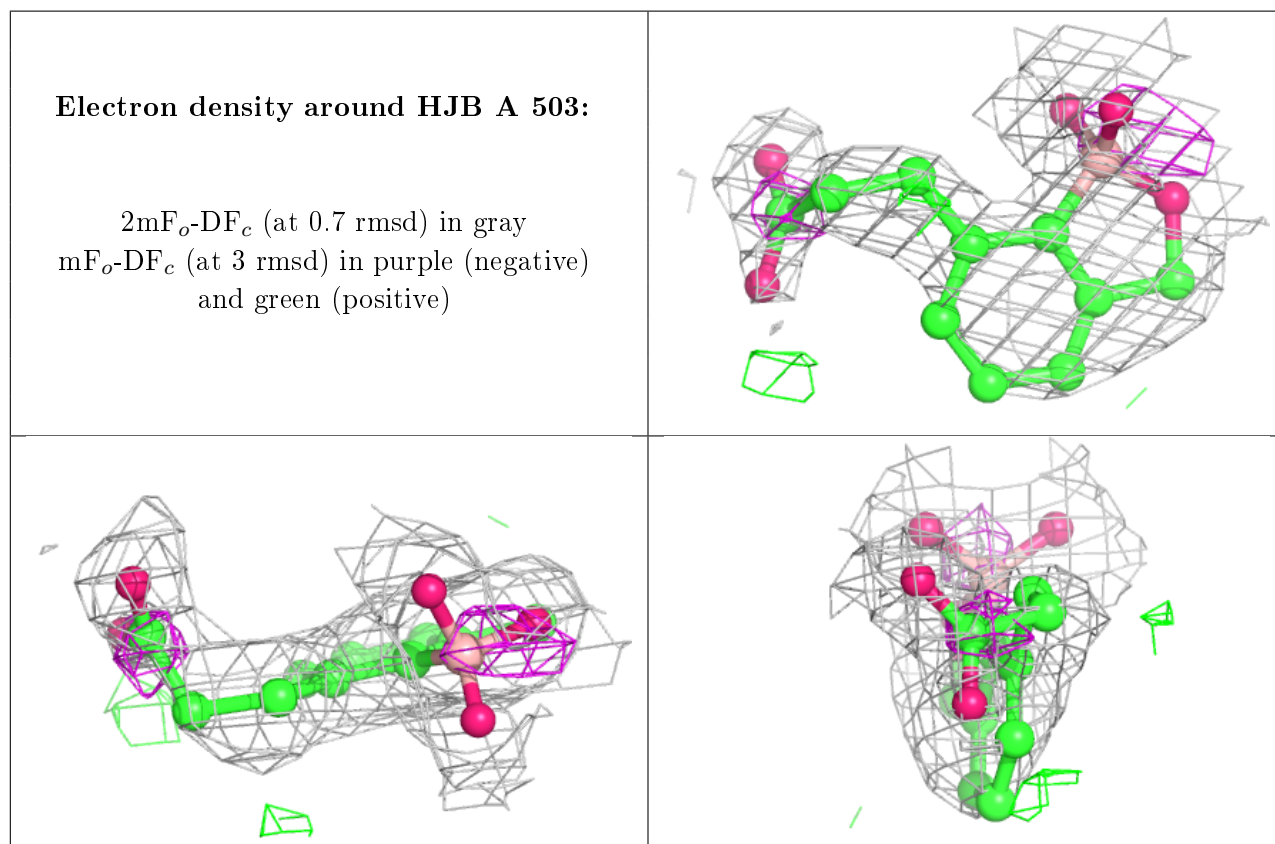 Electron density around HJB A 503:
2mFₒ-DF𝒸 (at 0.7 rmsd) in gray
mFₒ-DF𝒸 (at 3 rmsd) in purple (negative)
and green (positive)